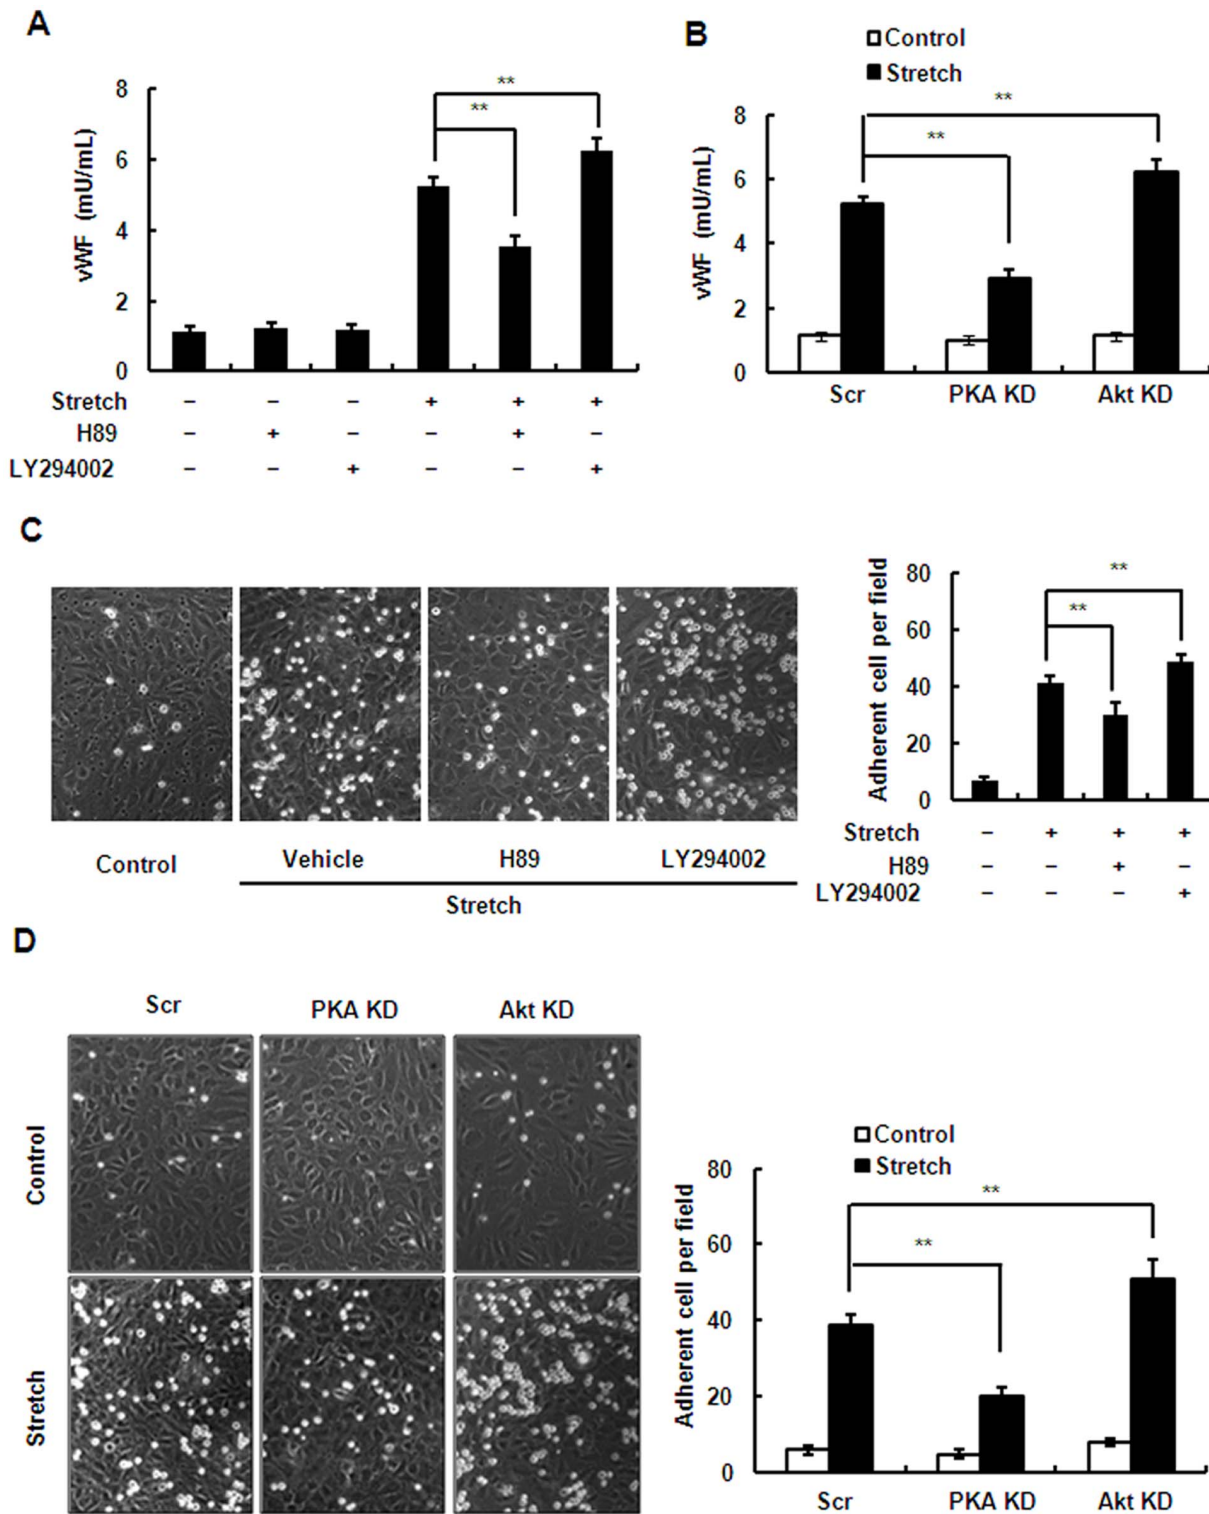 A
vWF (mU/mL)
8
6
4
2
0
**
**
Stretch – – – + + +
H89 – + – – + –
LY294002 – – + – – +
B
Control
Stretch
vWF (mU/mL)
8
6
4
2
0
**
**
Scr PKA KD Akt KD
C
Control Vehicle H89 LY294002
Stretch
Adherent cell per field
80
60
40
20
0
**
**
Stretch – + + +
H89 – – + –
LY294002 – – – +
D
Scr PKA KD Akt KD
Control
Stretch
Control
Stretch
Adherent cell per field
80
60
40
20
0
**
**
Scr PKA KD Akt KD